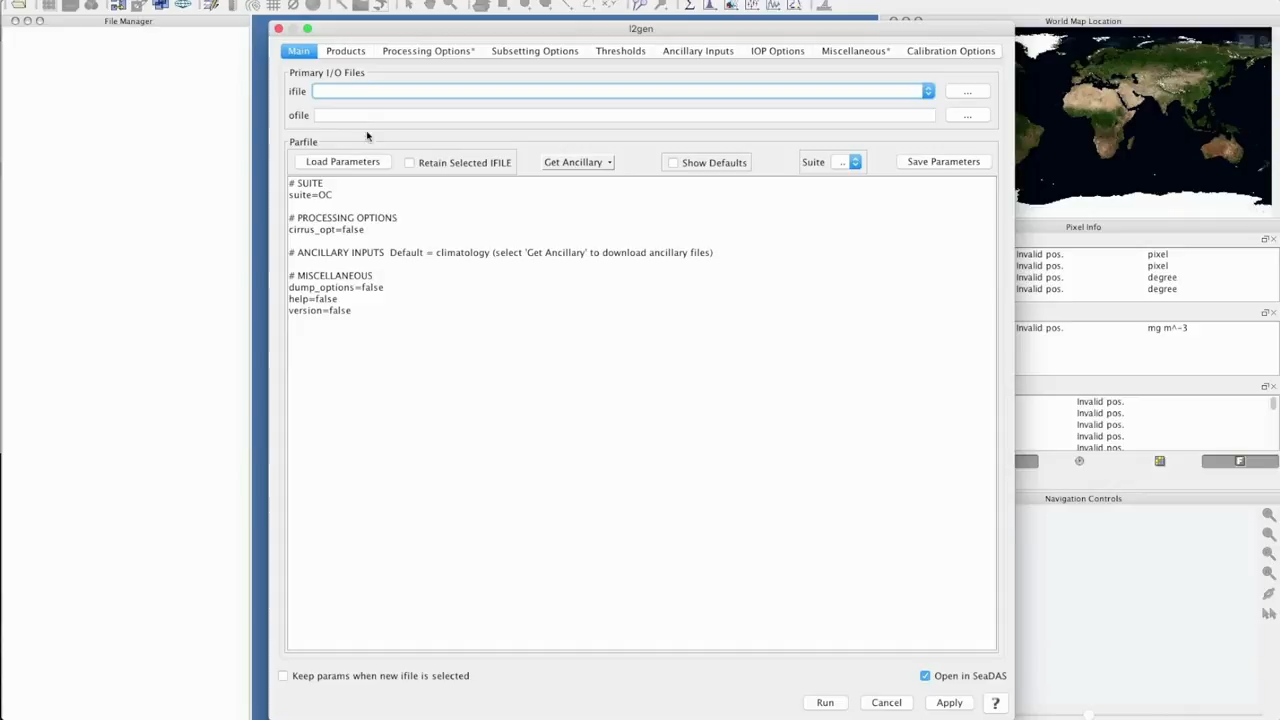 File Manager
l2gen
World Map Location
Main
Products
Processing Options*
Subsetting Options
Thresholds
Ancillary Inputs
IOP Options
Miscellaneous*
Calibration Options
Primary I/O Files
ifile
...
ofile
...
Parfile
Load Parameters
Retain Selected IFILE
Get Ancillary
Show Defaults
Suite
..
Save Parameters
# SUITE
suite=OC
# PROCESSING OPTIONS
cirrus_opt=false
# ANCILLARY INPUTS Default = climatology (select 'Get Ancillary' to download ancillary files)
# MISCELLANEOUS
dump_options=false
help=false
version=false
Pixel Info
Invalid pos. pixel
Invalid pos. pixel
Invalid pos. degree
Invalid pos. degree
Invalid pos. mg m^-3
Invalid pos.
Invalid pos.
Invalid pos.
Invalid pos.
Invalid pos.
Navigation Controls
Keep params when new ifile is selected
Open in SeaDAS
Run
Cancel
Apply
?